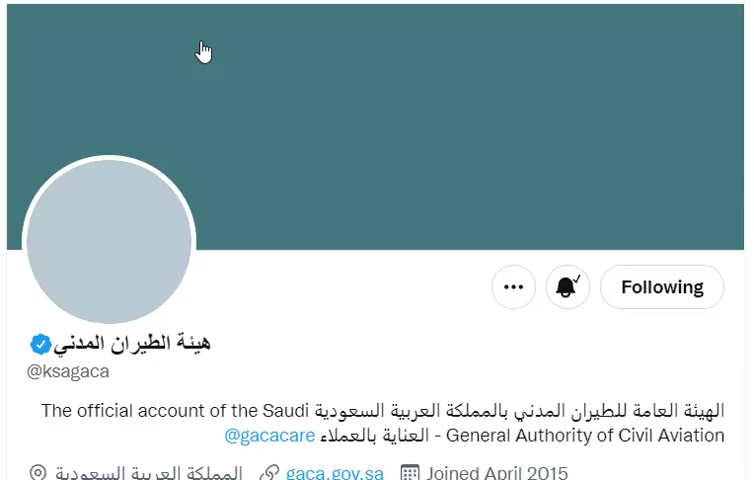 Following
هيئة الطيران المدني
@ksagaca
الهيئة العامة للطيران المدني بالمملكة العربية السعودية The official account of the Saudi
General Authority of Civil Aviation - العناية بالعملاء @gacacare
المملكة العربية السعودية gaca.gov.sa Joined April 2015